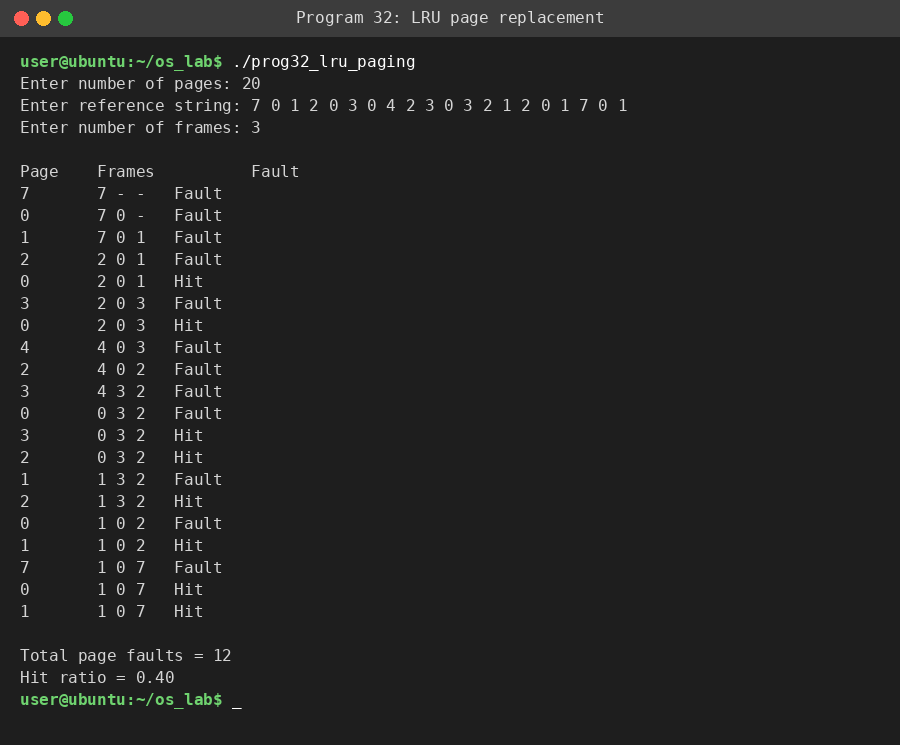 Program 32: LRU page replacement
user@ubuntu:~/os_lab$ ./prog32_lru_paging
Enter number of pages: 20
Enter reference string: 7 0 1 2 0 3 0 4 2 3 0 3 2 1 2 0 1 7 0 1
Enter number of frames: 3

Page    Frames          Fault
7       7 - -   Fault
0       7 0 -   Fault
1       7 0 1   Fault
2       2 0 1   Fault
0       2 0 1   Hit
3       2 0 3   Fault
0       2 0 3   Hit
4       4 0 3   Fault
2       4 0 2   Fault
3       4 3 2   Fault
0       0 3 2   Fault
3       0 3 2   Hit
2       0 3 2   Hit
1       1 3 2   Fault
2       1 3 2   Hit
0       1 0 2   Fault
1       1 0 2   Hit
7       1 0 7   Fault
0       1 0 7   Hit
1       1 0 7   Hit

Total page faults = 12
Hit ratio = 0.40
user@ubuntu:~/os_lab$ _